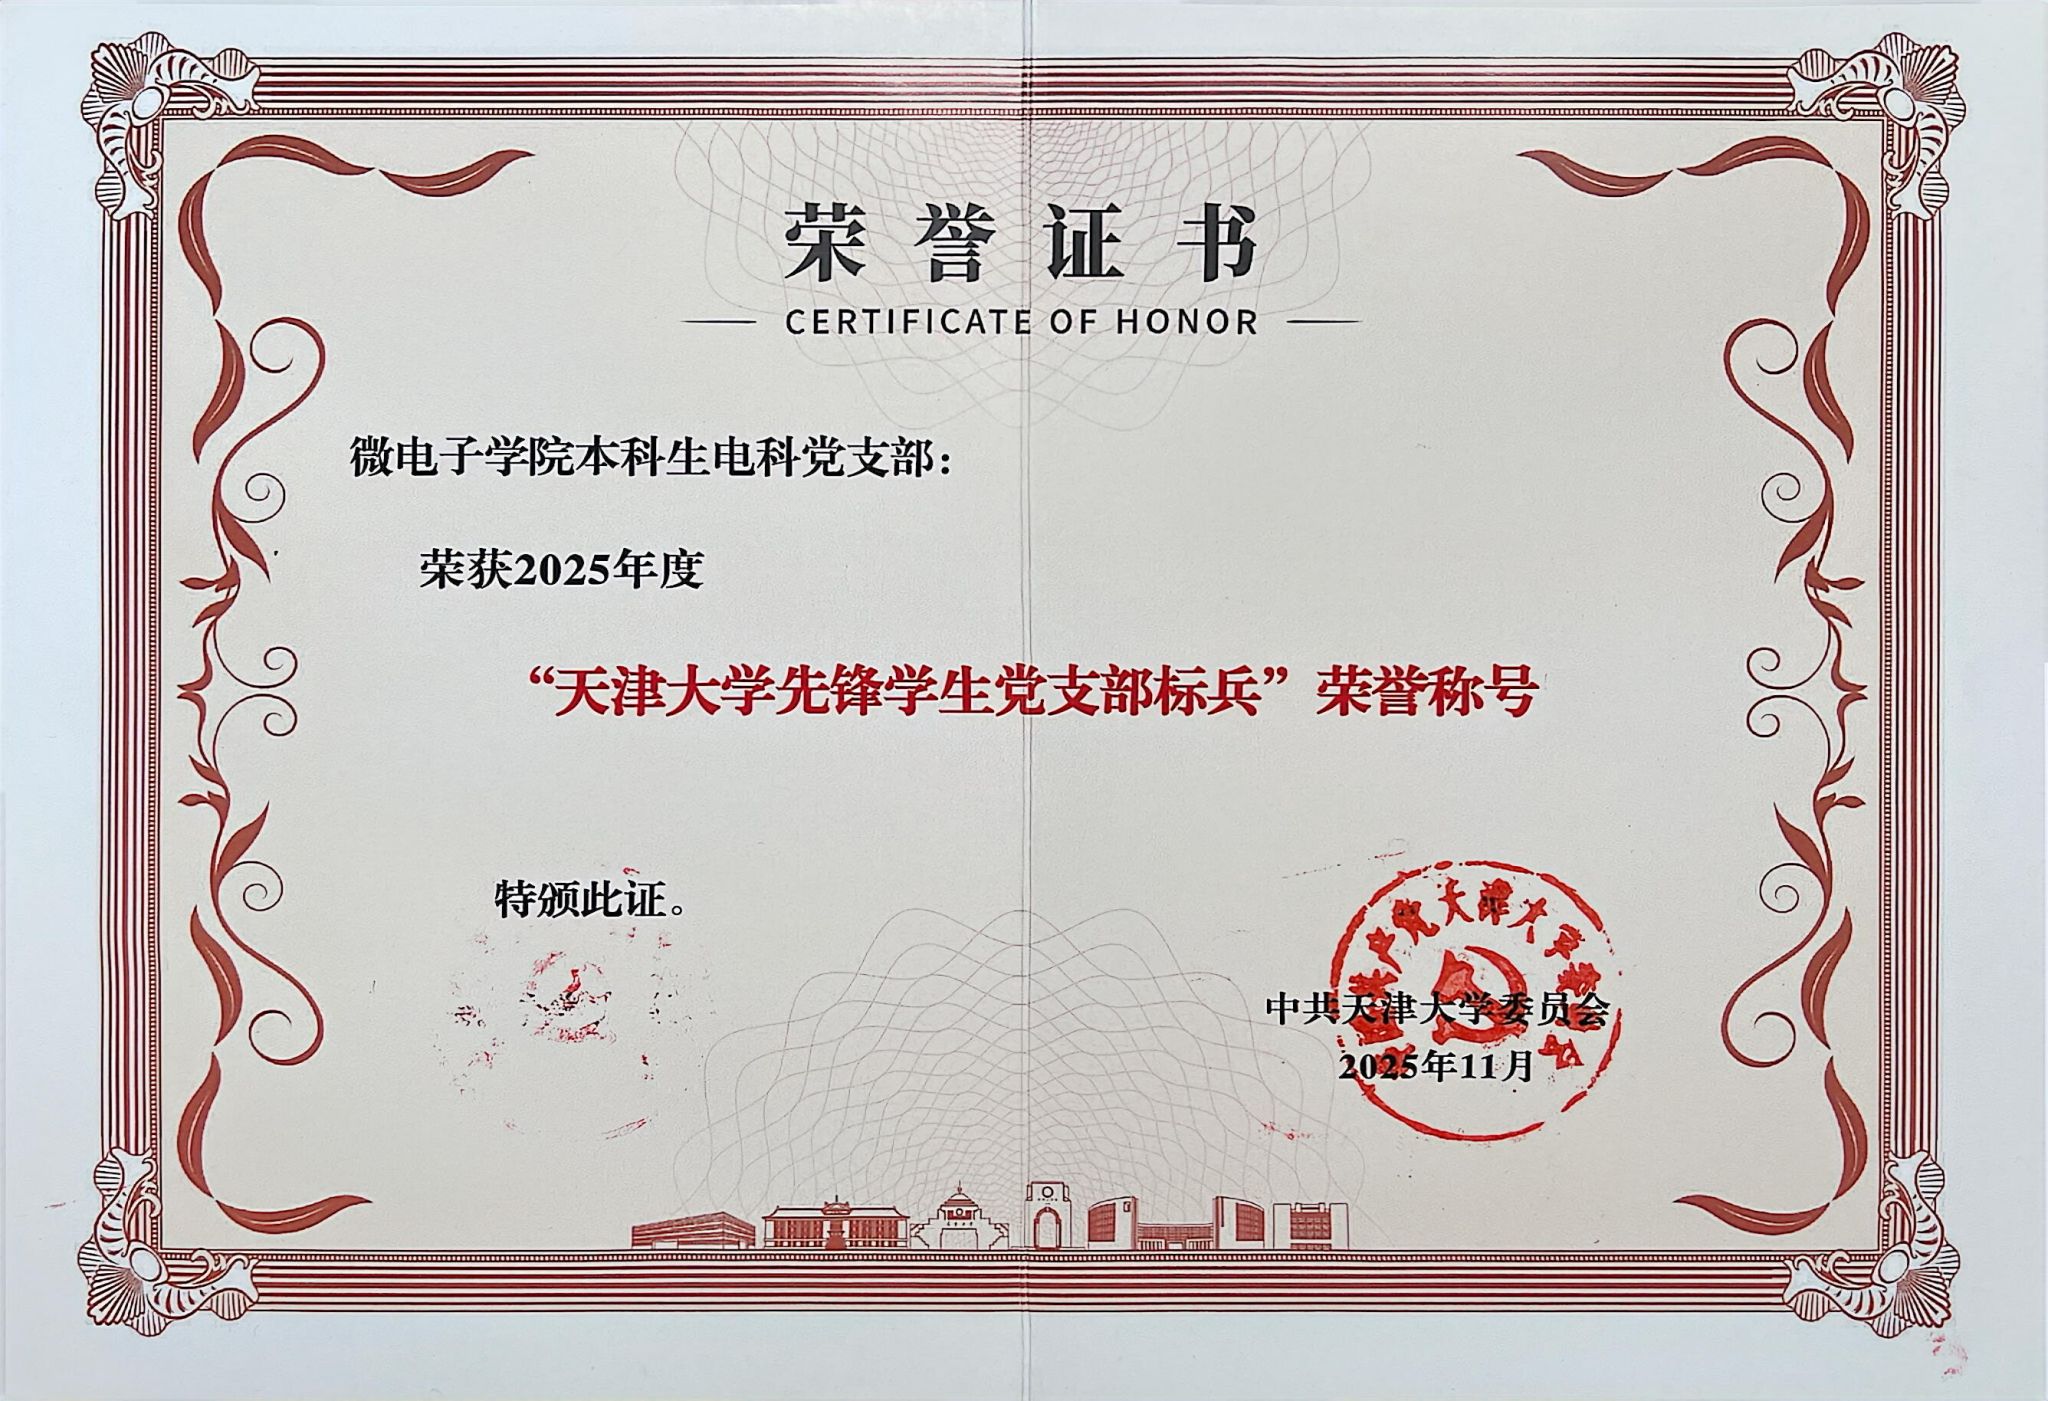 荣誉证书
CERTIFICATE OF HONOR
微电子学院本科生电科党支部：
荣获2025年度
“天津大学先锋学生党支部标兵”荣誉称号
特颁此证。
中共天津大学委员会
2025年11月